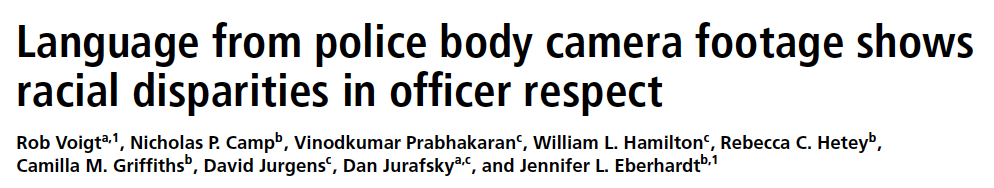 Language from police body camera footage shows
racial disparities in officer respect
Rob Voigtᵃ,¹, Nicholas P. Campᵇ, Vinodkumar Prabhakaranᶜ, William L. Hamiltonᶜ, Rebecca C. Heteyᵇ,
Camilla M. Griffithsᵇ, David Jurgensᶜ, Dan Jurafskyᵃ,ᶜ, and Jennifer L. Eberhardtᵇ,¹